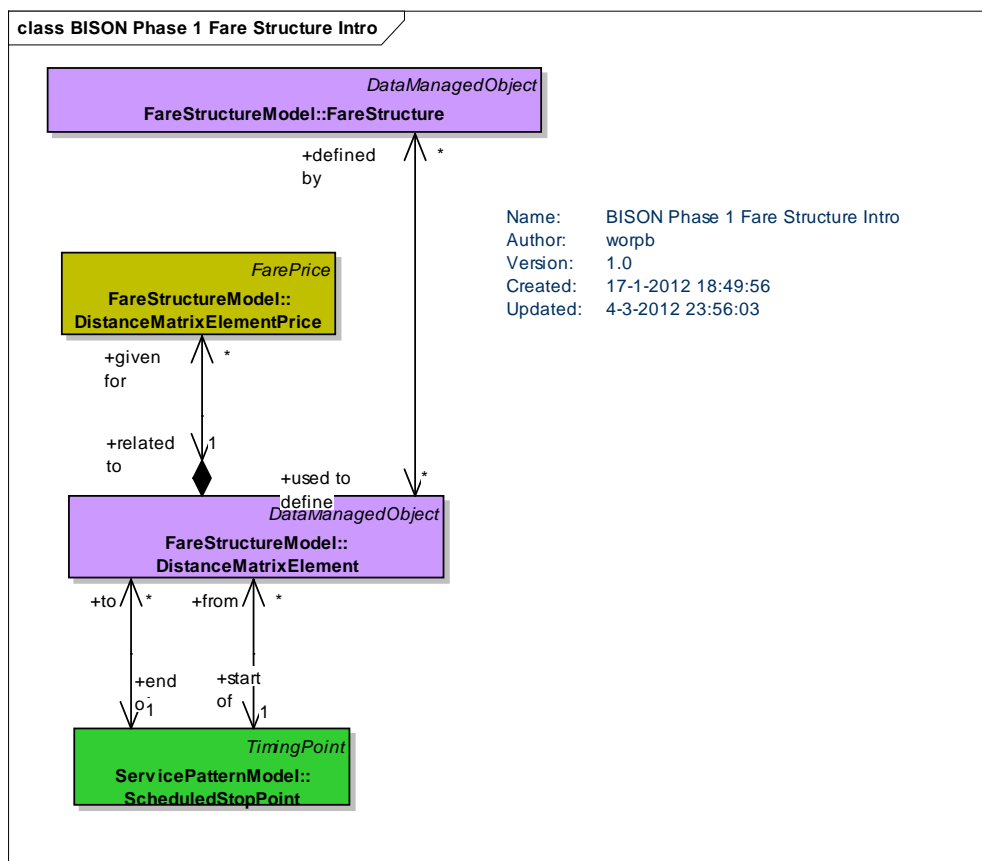 class BISON Phase 1 Fare Structure Intro
DataManagedObject
FareStructureModel::FareStructure
+defined
by
*
Name: BISON Phase 1 Fare Structure Intro
Author: worpb
Version: 1.0
Created: 17-1-2012 18:49:56
Updated: 4-3-2012 23:56:03
FarePrice
FareStructureModel::
DistanceMatrixElementPrice
+given
for
*
+related
to
1
+used to
define
*
DataManagedObject
FareStructureModel::
DistanceMatrixElement
+to
*
+from
*
+end
of
1
+start
of
1
TimingPoint
ServicePatternModel::
ScheduledStopPoint